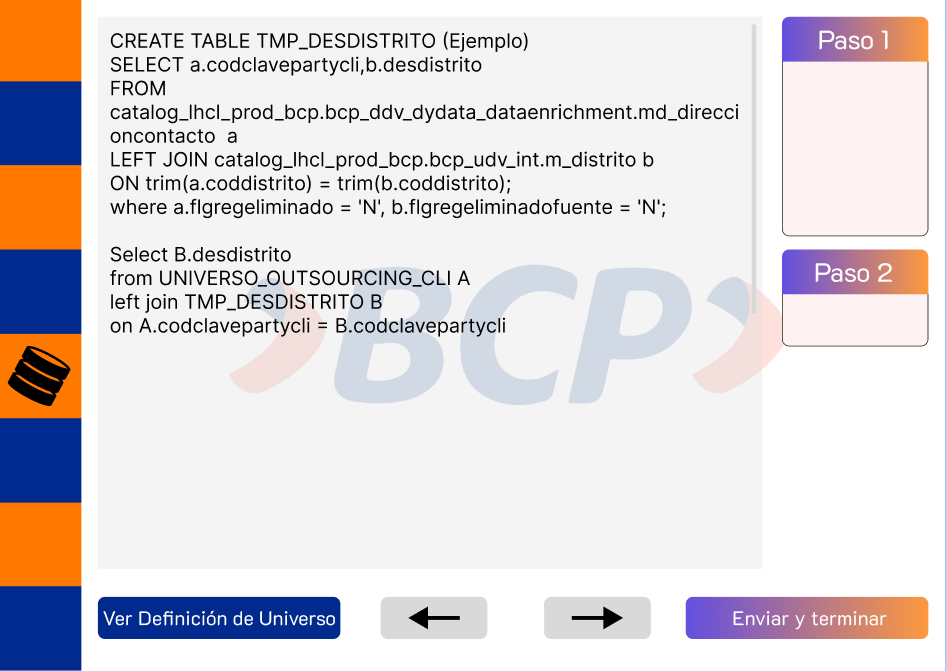 CREATE TABLE TMP_DESDISTRITO (Ejemplo)
SELECT a.codclavepartycli,b.desdistrito
FROM
catalog_lhcl_prod_bcp.bcp_ddv_dydata_dataenrichment.md_direcci
oncontacto  a
LEFT JOIN catalog_lhcl_prod_bcp.bcp_udv_int.m_distrito b
ON trim(a.coddistrito) = trim(b.coddistrito);
where a.flgregeliminado = 'N', b.flgregeliminadofuente = 'N';
Select B.desdistrito
from UNIVERSO_OUTSOURCING_CLI A
left join TMP_DESDISTRITO B
on A.codclavepartycli = B.codclavepartycli
BCP
Paso 1
Paso 2
Ver Definición de Universo
Enviar y terminar